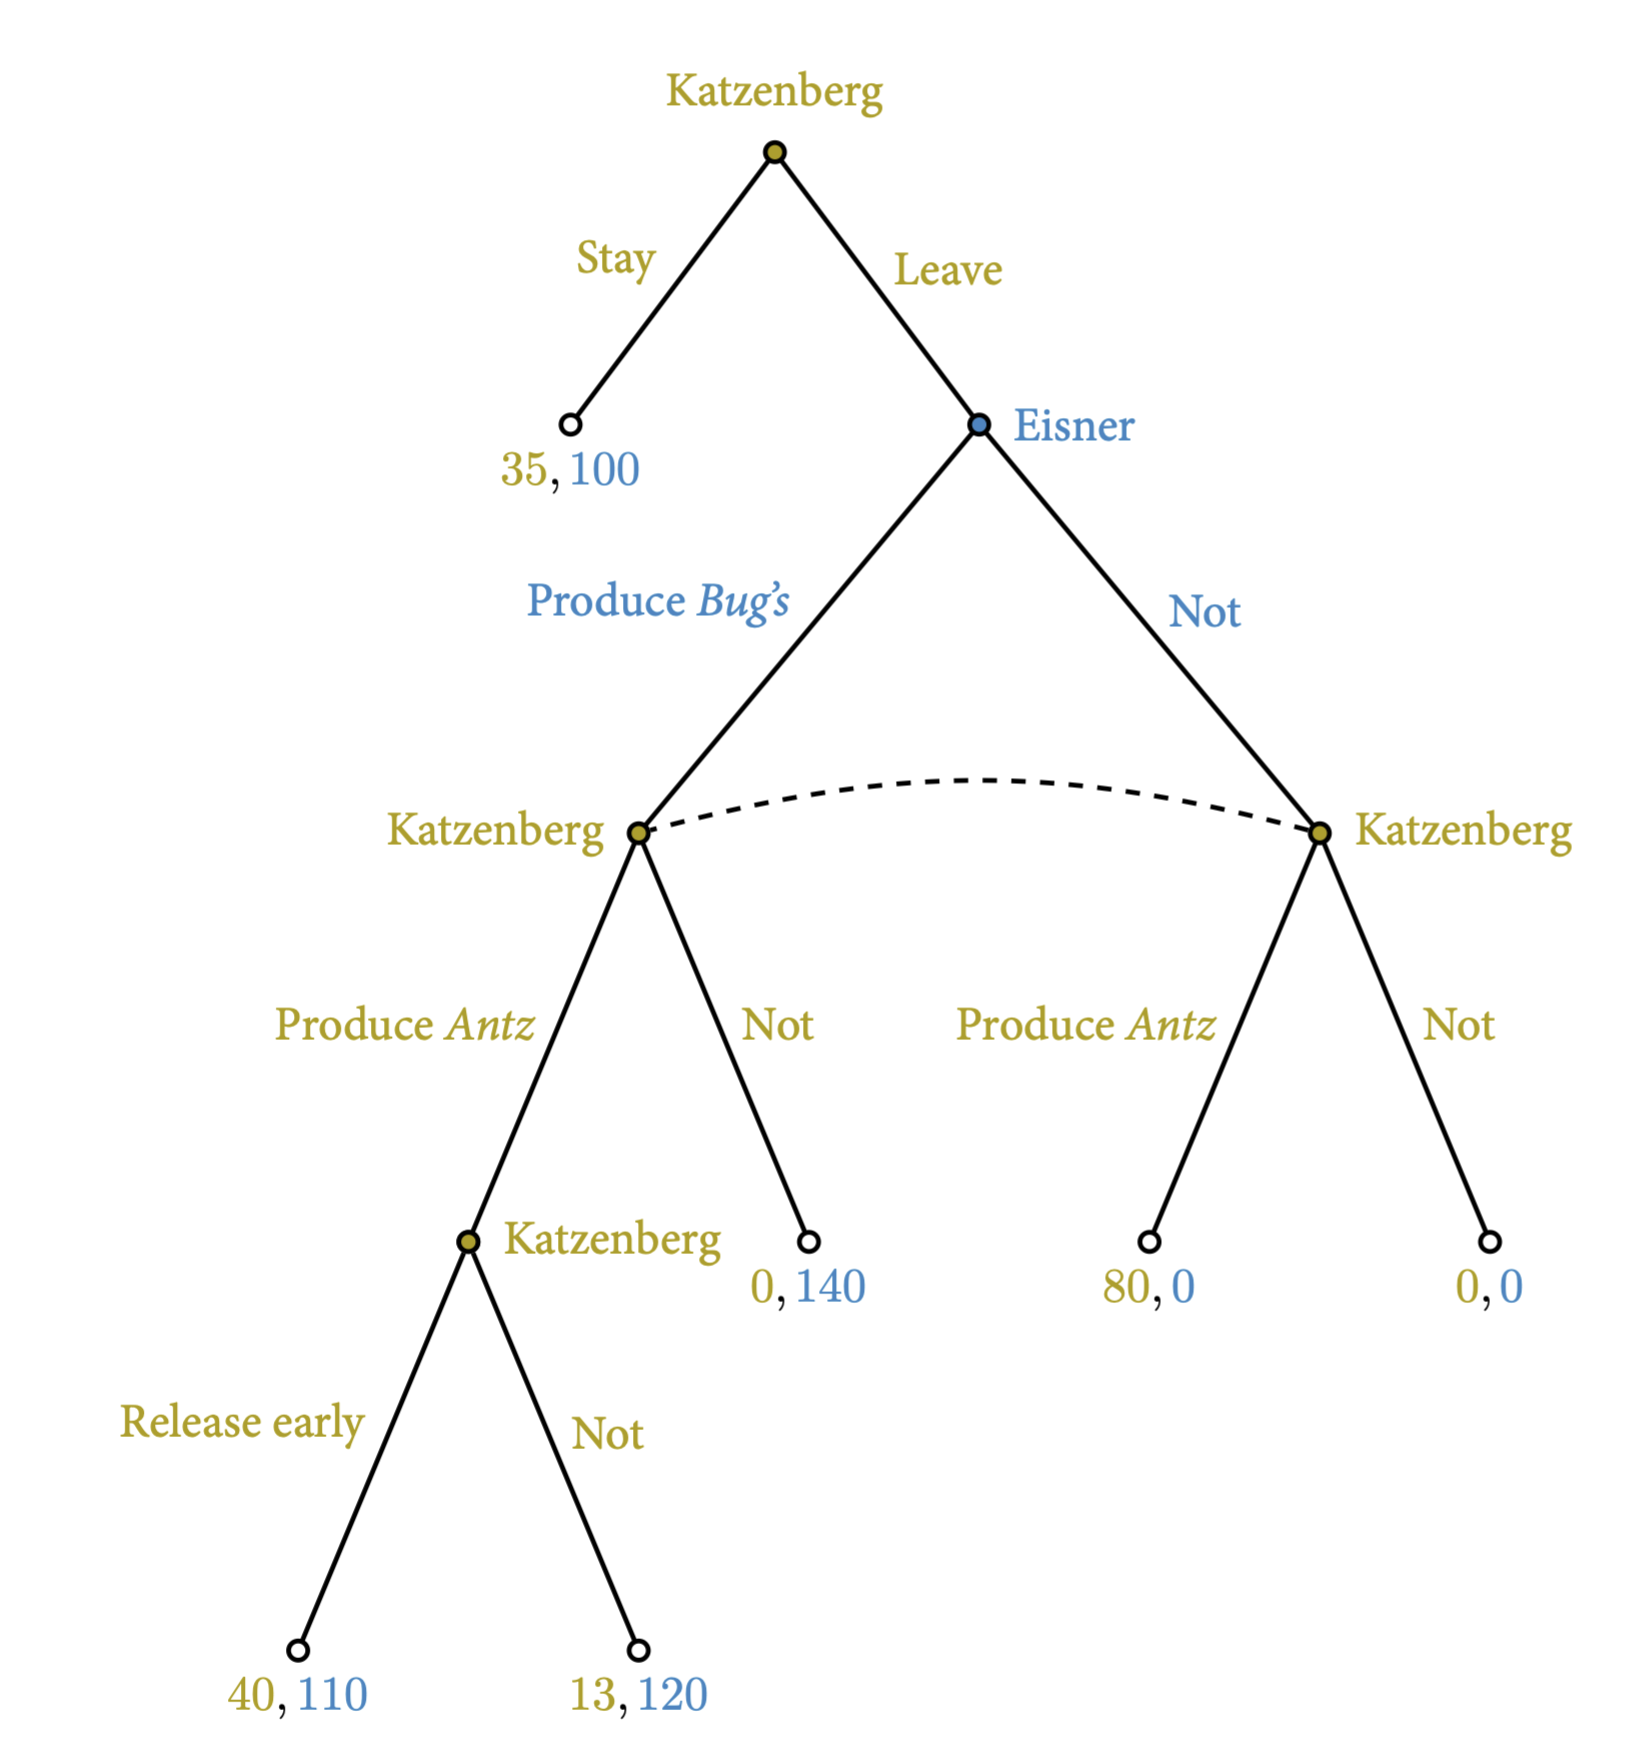 Katzenberg
Stay
Leave
Eisner
35, 100
Produce Bug’s
Not
Katzenberg
Katzenberg
Produce Antz
Not
Produce Antz
Not
Katzenberg
0, 140
80, 0
0, 0
Release early
Not
40, 110
13, 120